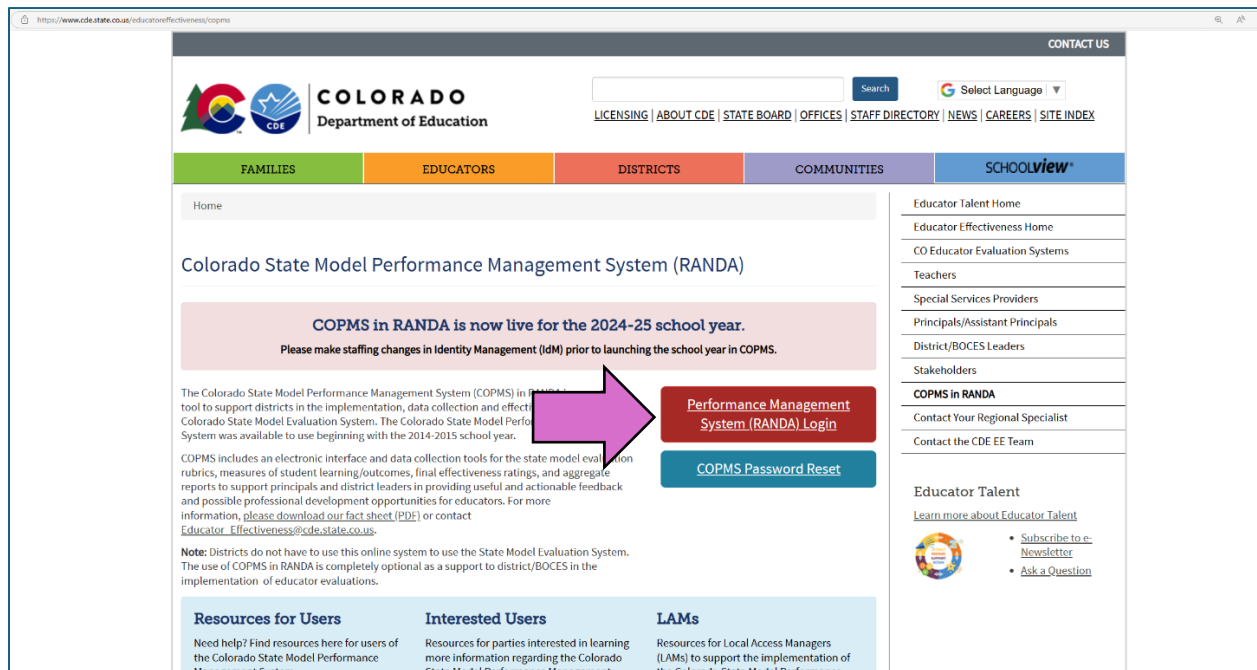 https://www.cde.state.co.us/educatoreffectiveness/copms
CONTACT US
COLORADO
Department of Education
CDE
Search
G Select Language ▼
LICENSING | ABOUT CDE | STATE BOARD | OFFICES | STAFF DIRECTORY | NEWS | CAREERS | SITE INDEX
FAMILIES
EDUCATORS
DISTRICTS
COMMUNITIES
SCHOOLVIEW®
Home
Colorado State Model Performance Management System (RANDA)
COPMS in RANDA is now live for the 2024-25 school year.
Please make staffing changes in Identity Management (IdM) prior to launching the school year in COPMS.
The Colorado State Model Performance Management System (COPMS) in
tool to support districts in the implementation, data collection and effecti
Colorado State Model Evaluation System. The Colorado State Model Perfor
System was available to use beginning with the 2014-2015 school year.
COPMS includes an electronic interface and data collection tools for the state model evaluation
rubrics, measures of student learning/outcomes, final effectiveness ratings, and aggregate
reports to support principals and district leaders in providing useful and actionable feedback
and possible professional development opportunities for educators. For more
information, please download our fact sheet (PDF) or contact
Educator_Effectiveness@cde.state.co.us.
Note: Districts do not have to use this online system to use the State Model Evaluation System.
The use of COPMS in RANDA is completely optional as a support to district/BOCES in the
implementation of educator evaluations.
Performance Management
System (RANDA) Login
COPMS Password Reset
Resources for Users
Need help? Find resources here for users of
the Colorado State Model Performance
Interested Users
Resources for parties interested in learning
more information regarding the Colorado
LAMs
Resources for Local Access Managers
(LAMs) to support the implementation of
Educator Talent Home
Educator Effectiveness Home
CO Educator Evaluation Systems
Teachers
Special Services Providers
Principals/Assistant Principals
District/BOCES Leaders
Stakeholders
COPMS in RANDA
Contact Your Regional Specialist
Contact the CDE EE Team
Educator Talent
Learn more about Educator Talent
• Subscribe to e-
Newsletter
• Ask a Question